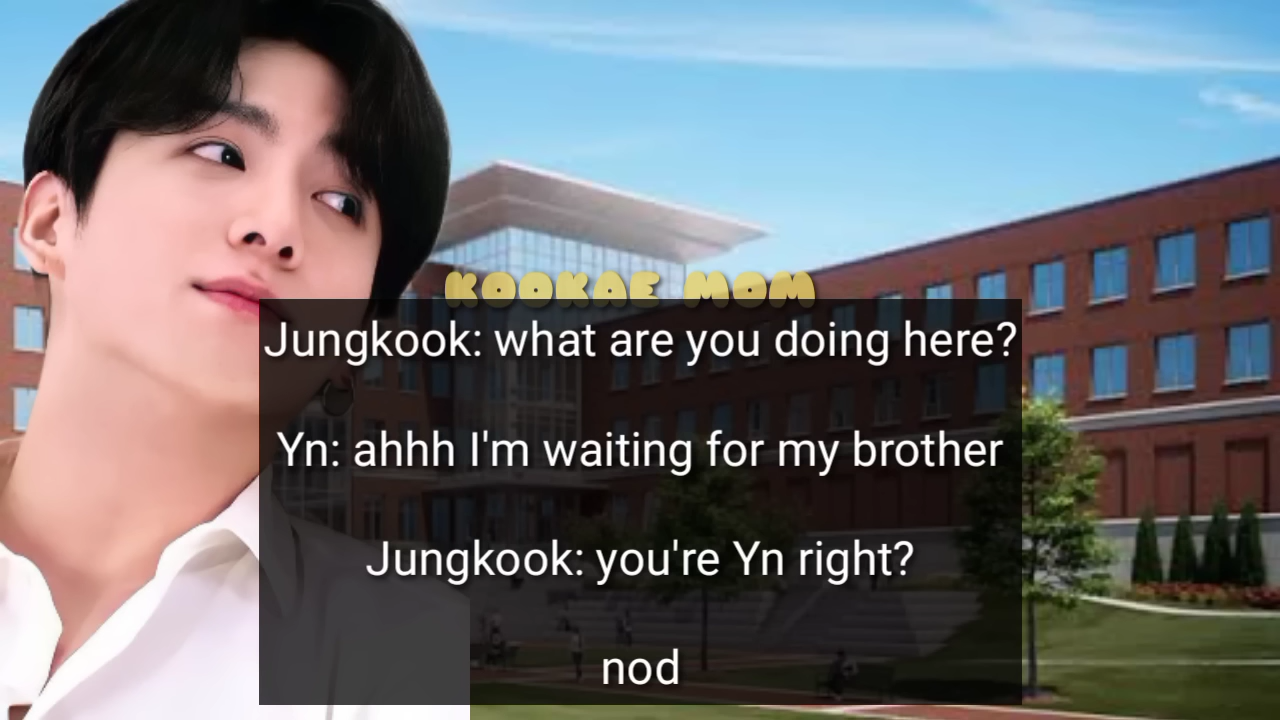 KOOKAE MOM
Jungkook: what are you doing here?
Yn: ahhh I'm waiting for my brother
Jungkook: you're Yn right?
nod